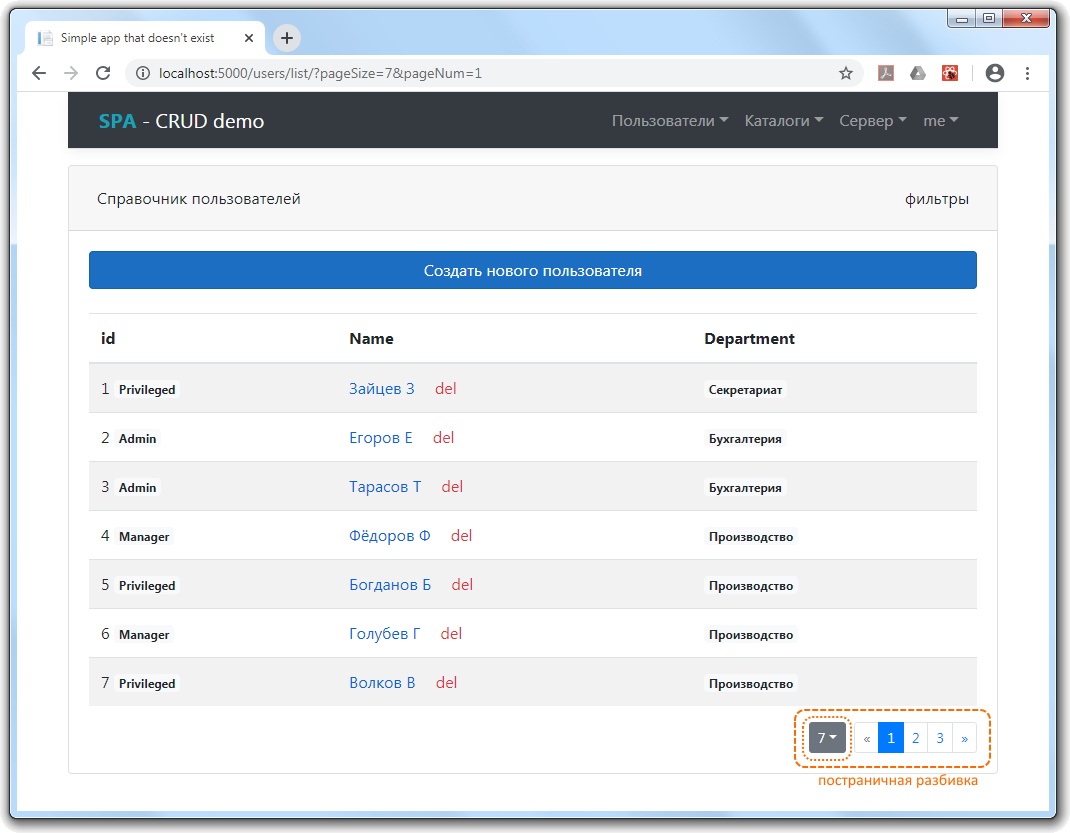 Simple app that doesn't exist
localhost:5000/users/list/?pageSize=7&pageNum=1
SPA - CRUD demo Пользователи Каталоги Сервер me
Справочник пользователей фильтры
Создать нового пользователя
id Name Department
1 Privileged Зайцев З del Секретариат
2 Admin Егоров Е del Бухгалтерия
3 Admin Тарасов Т del Бухгалтерия
4 Manager Фёдоров Ф del Производство
5 Privileged Богданов Б del Производство
6 Manager Голубев Г del Производство
7 Privileged Волков В del Производство
7 « 1 2 3 »
постраничная разбивка